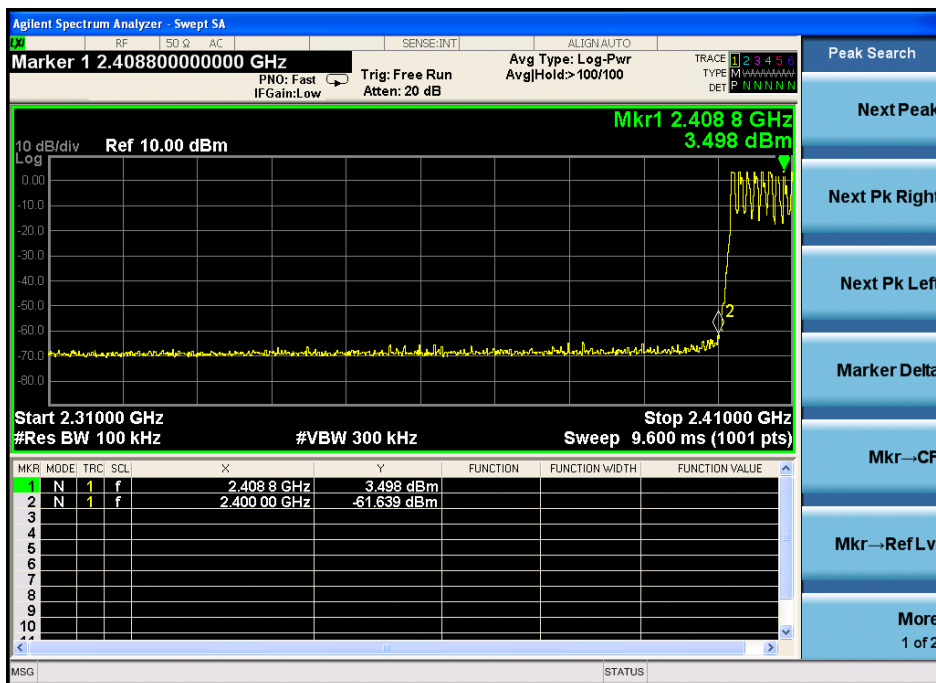 Agilent Spectrum Analyzer - Swept SA
LXI RF 50 Ω AC SENSE:INT ALIGN AUTO
Marker 1 2.408800000000 GHz
PNO: Fast
IFGain:Low
Trig: Free Run
Atten: 20 dB
Avg Type: Log-Pwr
Avg|Hold:>100/100
TRACE 1 2 3 4 5 6
TYPE M WWWWW
DET P N N N N N
Mkr1 2.408 8 GHz
3.498 dBm
10 dB/div Ref 10.00 dBm
Log
0.00
-10.0
-20.0
-30.0
-40.0
-50.0
-60.0
-70.0
-80.0
2
Start 2.31000 GHz Stop 2.41000 GHz
#Res BW 100 kHz #VBW 300 kHz Sweep 9.600 ms (1001 pts)
MKR MODE TRC SCL X Y FUNCTION FUNCTION WIDTH FUNCTION VALUE
1 N 1 f 2.408 8 GHz 3.498 dBm
2 N 1 f 2.400 00 GHz -61.639 dBm
3
4
5
6
7
8
9
10
11
MSG STATUS
Peak Search
Next Peak
Next Pk Right
Next Pk Left
Marker Delta
Mkr→CF
Mkr→Ref Lv
More
1 of 2